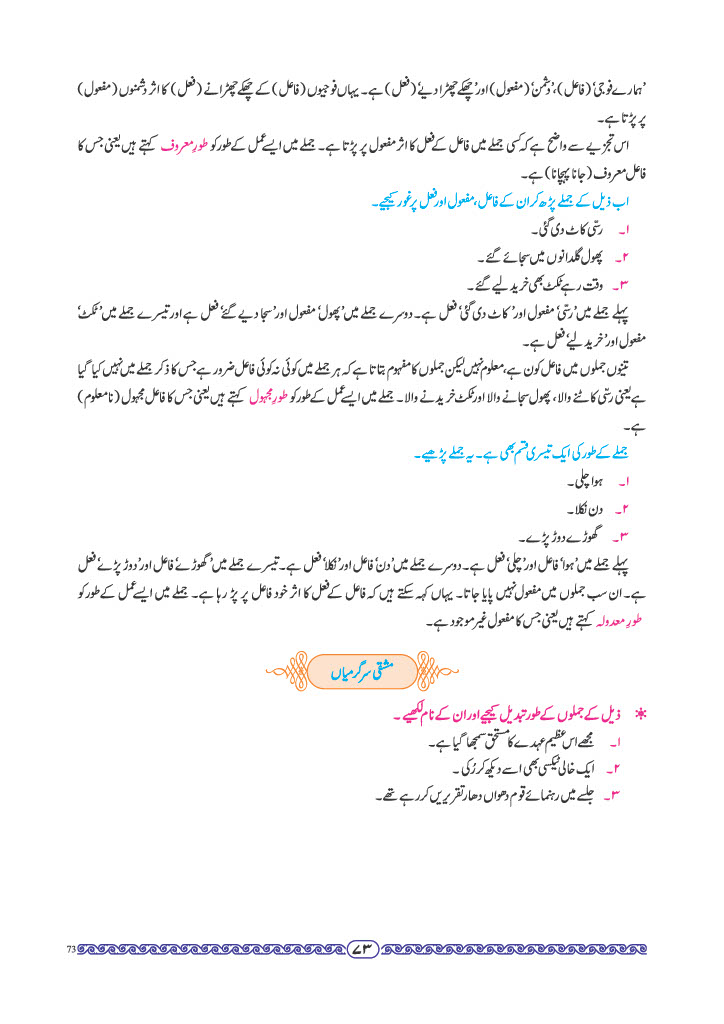 ’ہمارے فوجی‘ (فاعل)، ’دشمن‘ (مفعول) اور ’چھکے چھڑا دیے‘ (فعل) ہے۔ یہاں فوجیوں (فاعل) کے چھکے چھڑانے (فعل) کا اثر دشمنوں (مفعول)
پر پڑتا ہے۔
اس تجزیے سے واضح ہے کہ کسی جملے میں فاعل کے فعل کا اثر مفعول پر پڑتا ہے۔ جملے میں ایسے عمل کے طور کو طورِ معروف کہتے ہیں یعنی جس کا
فاعل معروف (جانا پہچانا) ہے۔
اب ذیل کے جملے پڑھ کر ان کے فاعل، مفعول اور فعل پر غور کیجیے۔
۱۔ رسّی کاٹ دی گئی۔
۲۔ پھول گلدانوں میں سجائے گئے۔
۳۔ وقت رہے ٹکٹ بھی خرید لیے گئے۔
پہلے جملے میں ’رسّی‘ مفعول اور ’کاٹ دی گئی‘ فعل ہے۔ دوسرے جملے میں ’پھول‘ مفعول اور ’سجا دیے گئے‘ فعل ہے اور تیسرے جملے میں ’ٹکٹ‘
مفعول اور ’خرید لیے‘ فعل ہے۔
تینوں جملوں میں فاعل کون ہے، معلوم نہیں لیکن جملوں کا مفہوم بتاتا ہے کہ ہر جملے میں کوئی نہ کوئی فاعل ضرور ہے جس کا ذکر جملے میں نہیں کیا گیا
ہے یعنی رسّی کاٹنے والا، پھول سجانے والا اور ٹکٹ خریدنے والا۔ جملے میں ایسے عمل کے طور کو طورِ مجہول کہتے ہیں یعنی جس کا فاعل مجہول (نامعلوم)
ہے۔
جملے کے طور کی ایک تیسری قسم بھی ہے۔ یہ جملے پڑھیے۔
۱۔ ہوا چلی۔
۲۔ دن نکلا۔
۳۔ گھوڑے دوڑ پڑے۔
پہلے جملے میں ’ہوا‘ فاعل اور ’چلی‘ فعل ہے۔ دوسرے جملے میں ’دن‘ فاعل اور ’نکلا‘ فعل ہے۔ تیسرے جملے میں ’گھوڑے‘ فاعل اور ’دوڑ پڑے‘ فعل
ہے۔ ان سب جملوں میں مفعول نہیں پایا جاتا۔ یہاں کہہ سکتے ہیں کہ فاعل کے فعل کا اثر خود فاعل پر پڑ رہا ہے۔ جملے میں ایسے عمل کے طور کو
طورِ معدولہ کہتے ہیں یعنی جس کا مفعول غیر موجود ہے۔
مشقی سرگرمیاں
ذیل کے جملوں کے طور تبدیل کیجیے اور ان کے نام لکھیے۔
۱۔ مجھے اس عظیم عہدے کا مستحق سمجھا گیا ہے۔
۲۔ ایک خالی ٹیکسی بھی اسے دیکھ کر رُکی۔
۳۔ جلسے میں رہنمائے قوم دھواں دھار تقریریں کر رہے تھے۔
۷۳
73